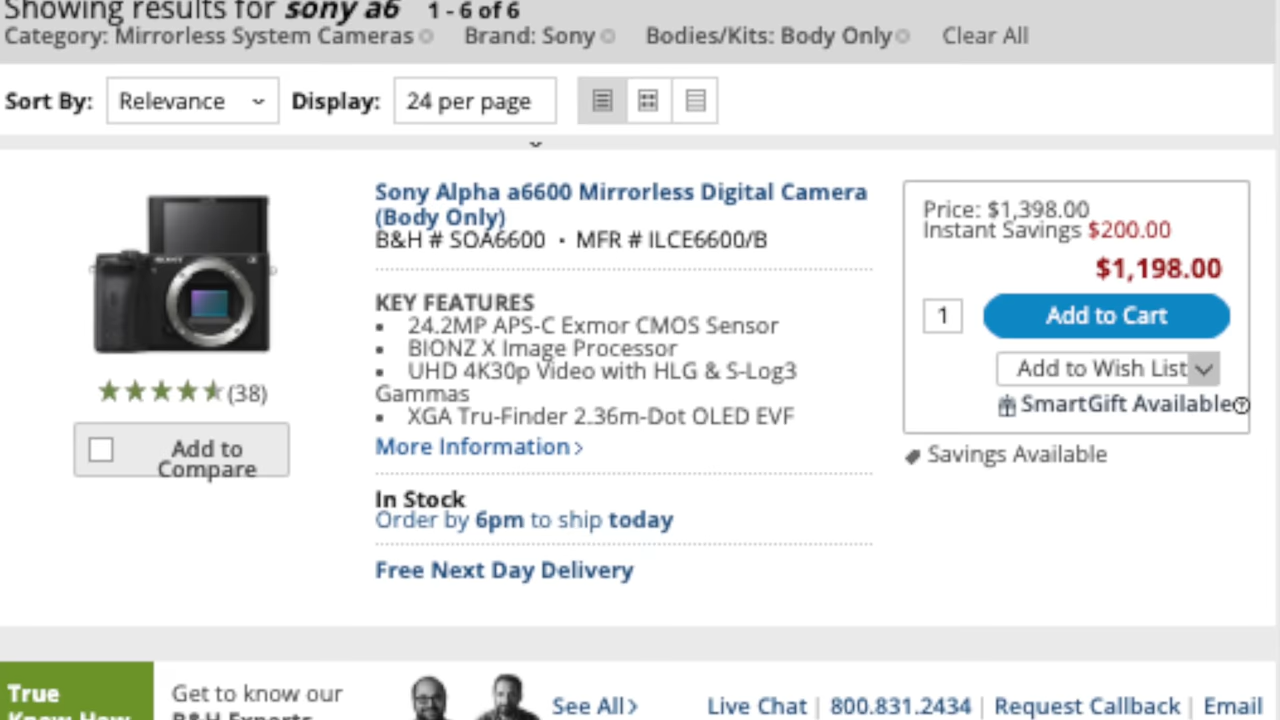 Showing results for sony a6 1 - 6 of 6
Category: Mirrorless System Cameras Brand: Sony Bodies/Kits: Body Only Clear All
Sort By: Relevance Display: 24 per page
Sony Alpha a6600 Mirrorless Digital Camera
(Body Only)
B&H # SOA6600 • MFR # ILCE6600/B
KEY FEATURES
▪ 24.2MP APS-C Exmor CMOS Sensor
▪ BIONZ X Image Processor
▪ UHD 4K30p Video with HLG & S-Log3
Gammas
▪ XGA Tru-Finder 2.36m-Dot OLED EVF
More Information >
In Stock
Order by 6pm to ship today
Free Next Day Delivery
SONY
(38)
Add to
Compare
Price: $1,398.00
Instant Savings $200.00
$1,198.00
1 Add to Cart
Add to Wish List
SmartGift Available ?
Savings Available
True
Know-How
Get to know our
B&H Experts
See All >
Live Chat | 800.831.2434 | Request Callback | Email